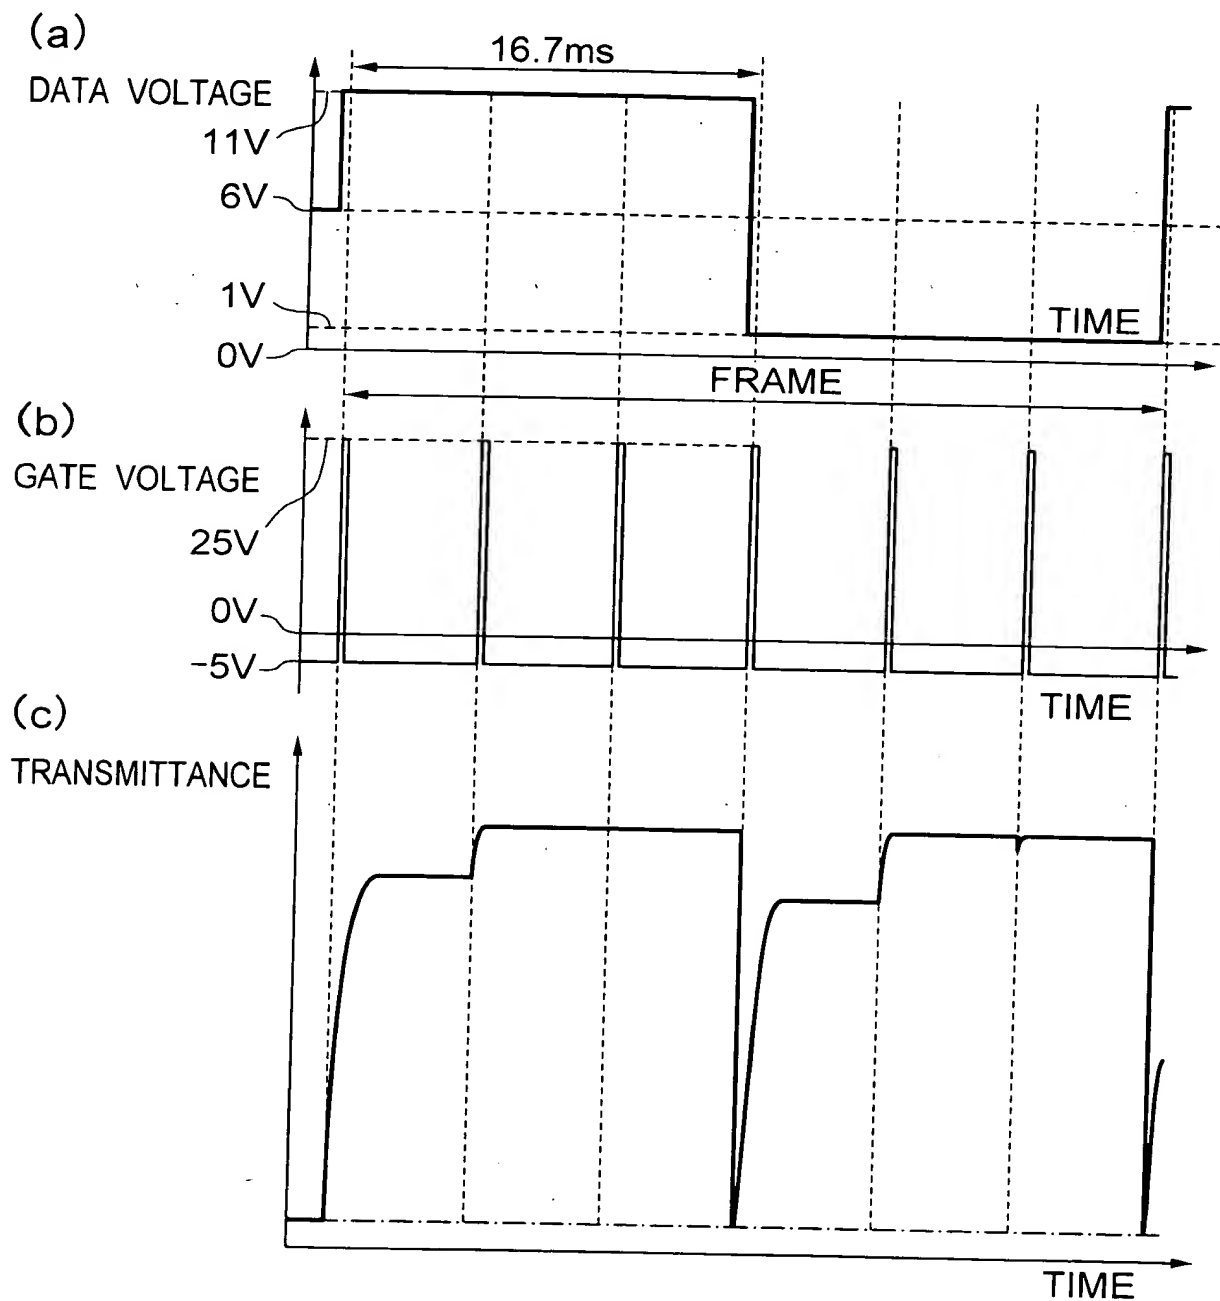 (a)
16.7ms
DATA VOLTAGE
11V
6V
1V
TIME
0V
FRAME
(b)
GATE VOLTAGE
25V
0V
-5V
TIME
(c)
TRANSMITTANCE
TIME